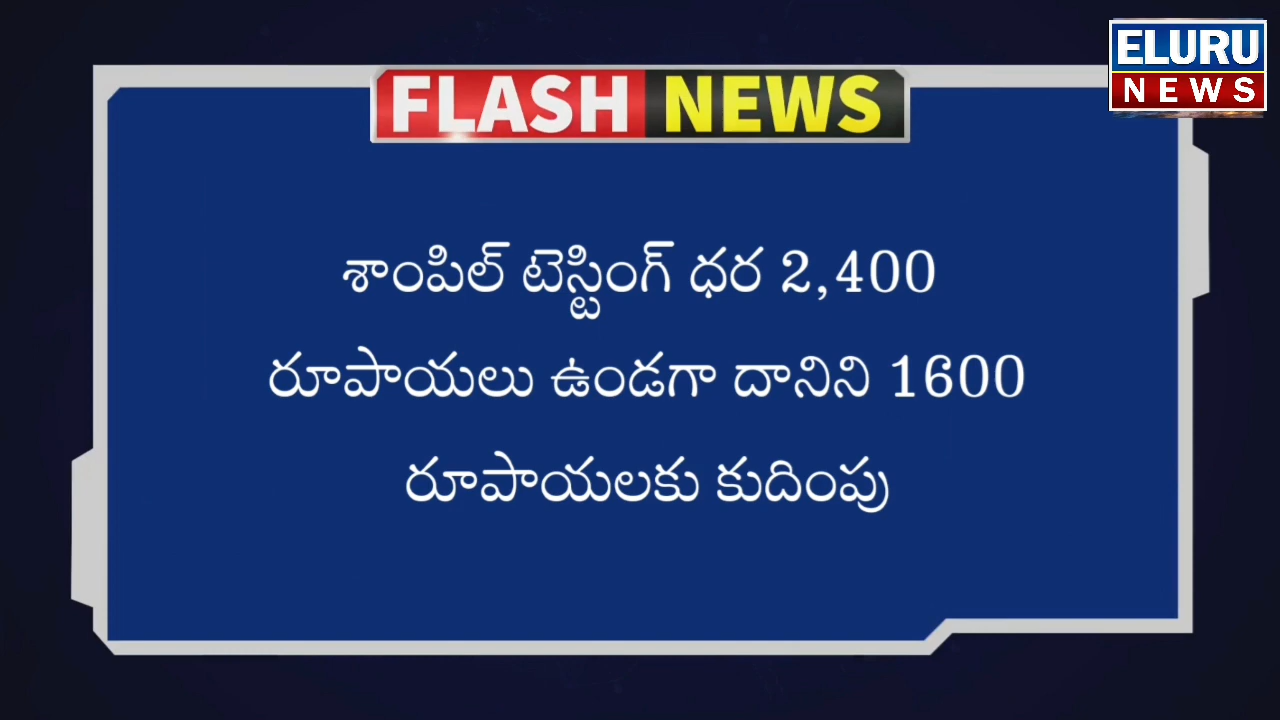 ELURU
NEWS
FLASH NEWS
శాంపిల్ టెస్టింగ్ ధర 2,400
రూపాయలు ఉండగా దానిని 1600
రూపాయలకు కుదింపు